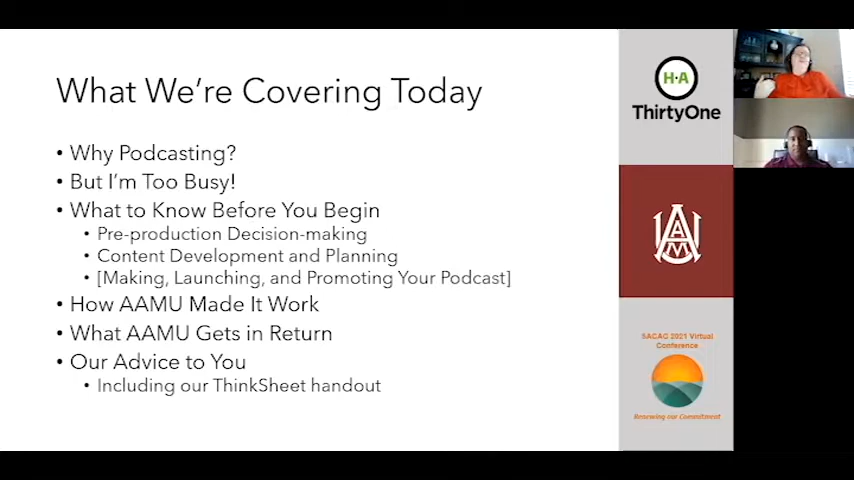 What We're Covering Today
• Why Podcasting?
• But I'm Too Busy!
• What to Know Before You Begin
• Pre-production Decision-making
• Content Development and Planning
• [Making, Launching, and Promoting Your Podcast]
• How AAMU Made It Work
• What AAMU Gets in Return
• Our Advice to You
• Including our ThinkSheet handout
H·A
ThirtyOne
AAMU
SACAC 2021 Virtual
Conference
Renewing our Commitment